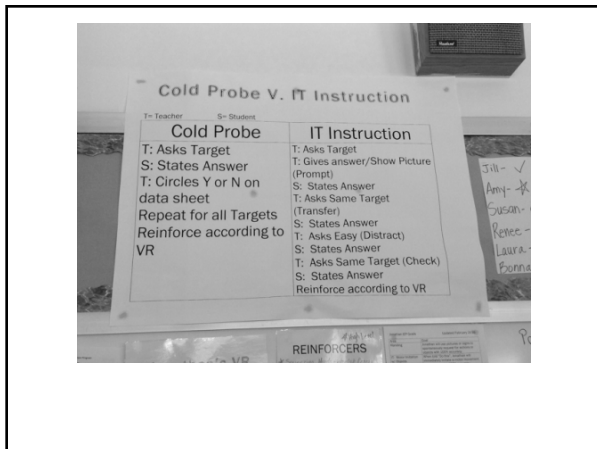 Cold Probe V. IT Instruction
T= Teacher S= Student
Cold Probe
T: Asks Target
S: States Answer
T: Circles Y or N on
data sheet
Repeat for all Targets
Reinforce according to
VR
IT Instruction
T: Asks Target
T: Gives answer/Show Picture
(Prompt)
S: States Answer
T: Asks Same Target
(Transfer)
S: States Answer
T: Asks Easy (Distract)
S: States Answer
T: Asks Same Target (Check)
S: States Answer
Reinforce according to VR
Jill- ✓
Amy- ☆
Susan-
Renee-
Laura-
Bonna
VR
REINFORCERS